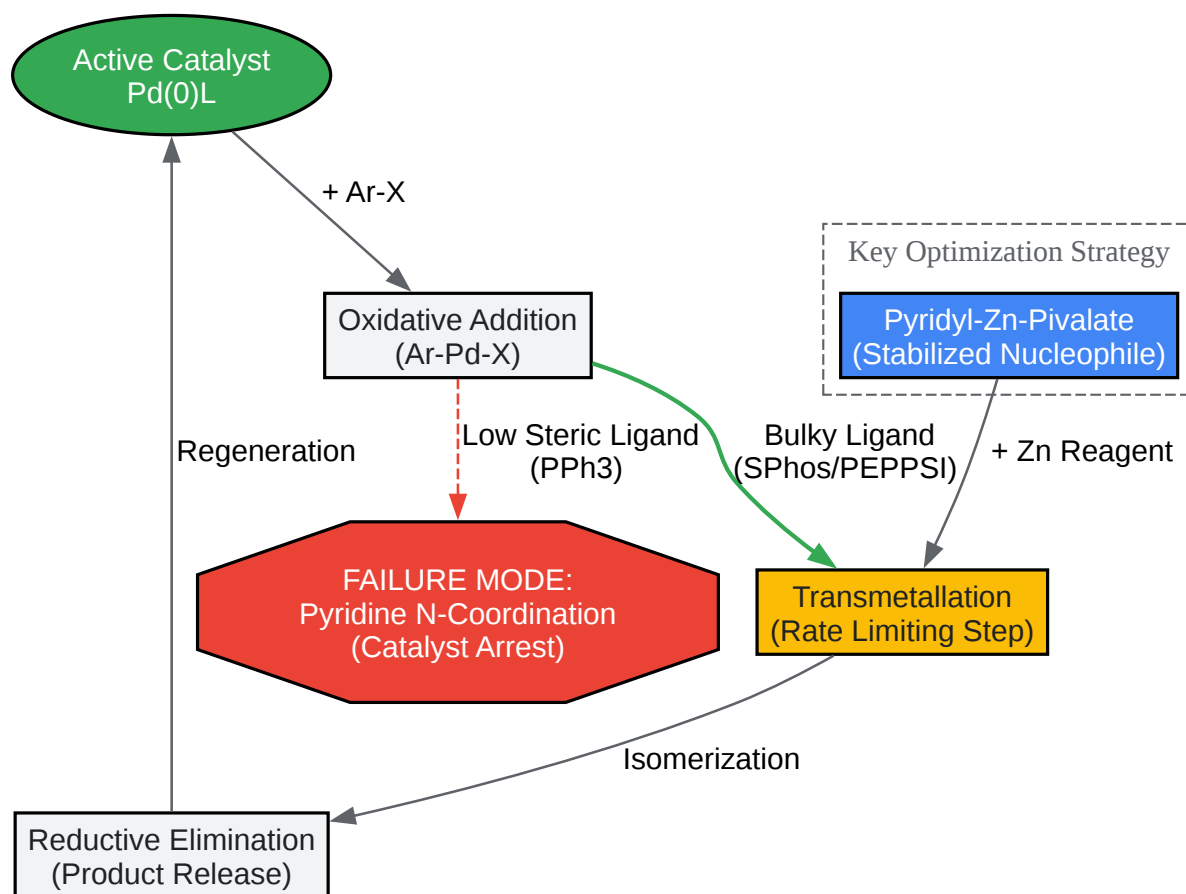 Active Catalyst
Pd(0)L
+ Ar-X
Key Optimization Strategy
Oxidative Addition
(Ar-Pd-X)
Pyridyl-Zn-Pivalate
(Stabilized Nucleophile)
Regeneration
Low Steric Ligand
(PPh3)
Bulky Ligand
(SPhos/PEPPSI)
+ Zn Reagent
FAILURE MODE:
Pyridine N-Coordination
(Catalyst Arrest)
Transmetallation
(Rate Limiting Step)
Isomerization
Reductive Elimination
(Product Release)